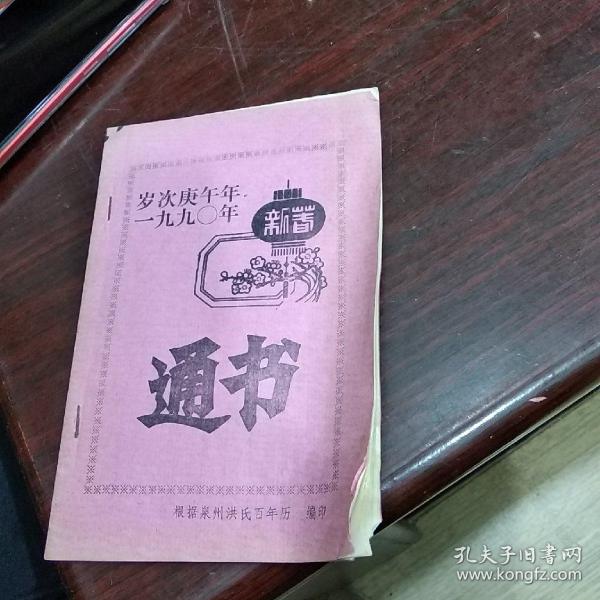 岁次庚午年
一九九〇年
新春
通书
根据泉州洪氏百年历 编印
孔夫子旧书网
www.kongfz.com